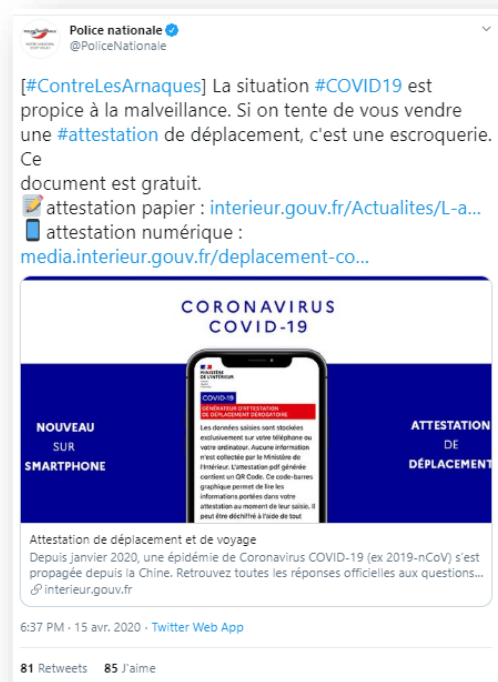 Police nationale
@PoliceNationale
[#ContreLesArnaques] La situation #COVID19 est
propice à la malveillance. Si on tente de vous vendre
une #attestation de déplacement, c'est une escroquerie.
Ce
document est gratuit.
📝 attestation papier : interieur.gouv.fr/Actualites/L-a...
📱 attestation numérique :
media.interieur.gouv.fr/deplacement-co...
CORONAVIRUS
COVID-19
NOUVEAU
SUR
SMARTPHONE
MINISTÈRE
DE L'INTÉRIEUR
COVID-19
GÉNÉRATEUR D'ATTESTATION
DE DÉPLACEMENT DÉROGATOIRE
Les données saisies sont stockées
exclusivement sur votre téléphone ou
votre ordinateur. Aucune information
n'est collectée par le Ministère de
l'Intérieur. L'attestation pdf générée
contient un QR Code. Ce code-barres
graphique permet de lire les
informations portées dans votre
attestation au moment de leur saisie. Il
peut être déchiffré à l'aide de tout
ATTESTATION
DE
DÉPLACEMENT
Attestation de déplacement et de voyage
Depuis janvier 2020, une épidémie de Coronavirus COVID-19 (ex 2019-nCoV) s'est
propagée depuis la Chine. Retrouvez toutes les réponses officielles aux questions...
interieur.gouv.fr
6:37 PM · 15 avr. 2020 · Twitter Web App
81 Retweets 85 J'aime